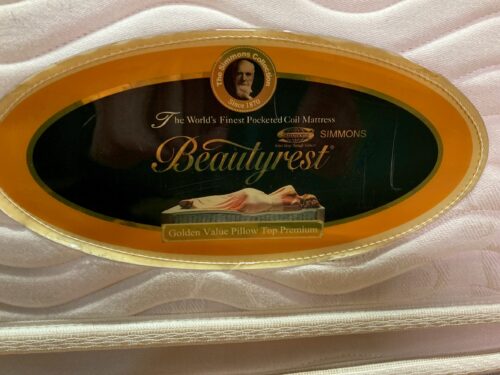 The Simmons Collection
Since 1870
The World's Finest Pocketed Coil Mattress
SIMMONS
Beautyrest®
Golden Value Pillow Top Premium